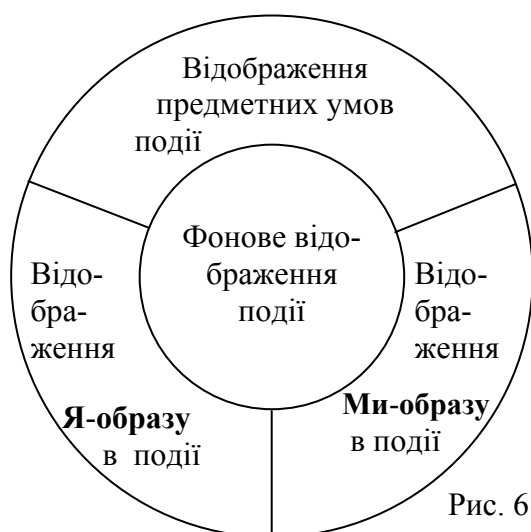 Відображення
предметних умов
події
Фонове відо-
браження
події
Відо-
бра-
ження
Я-образу
в події
Відо-
бра-
ження
Ми-образу
в події
Рис. 6